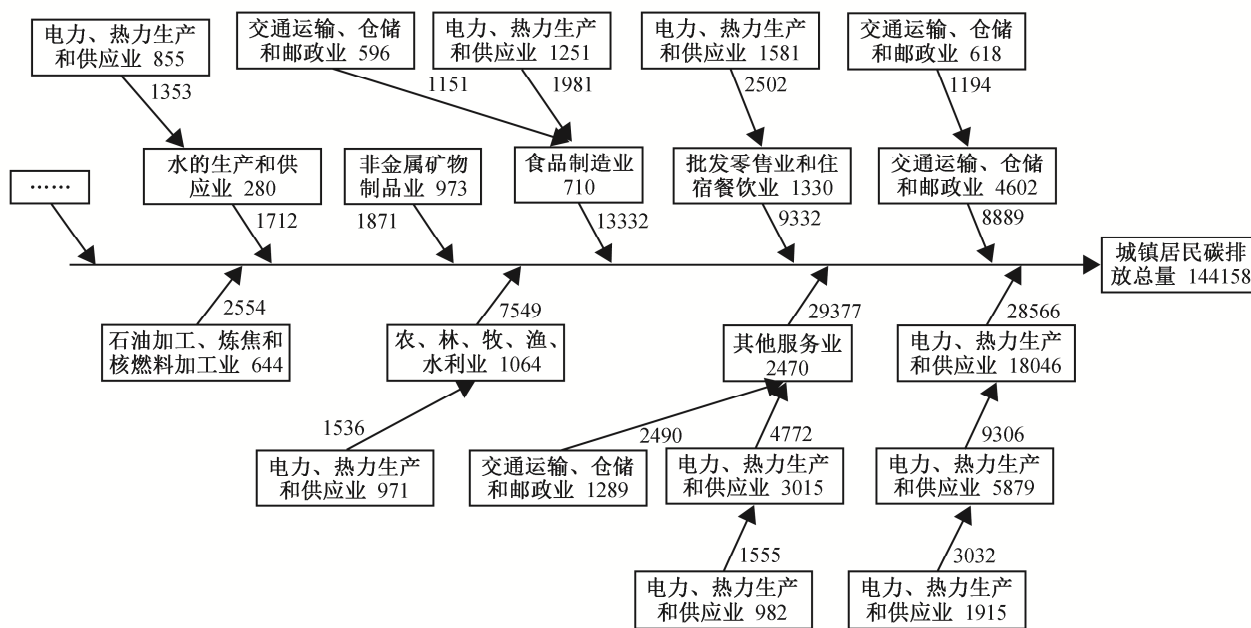 电力、热力生产
和供应业 855
交通运输、仓储
和邮政业 596
电力、热力生产
和供应业 1251
电力、热力生产
和供应业 1581
交通运输、仓储
和邮政业 618
1353
1151
1981
2502
1194
……
水的生产和供
应业 280
非金属矿物
制品业 973
食品制造业
710
批发零售业和住
宿餐饮业 1330
交通运输、仓储
和邮政业 4602
1712
1871
13332
9332
8889
城镇居民碳排
放总量 144158
2554
7549
29377
28566
石油加工、炼焦和
核燃料加工业 644
农、林、牧、渔、
水利业 1064
其他服务业
2470
电力、热力生产
和供应业 18046
1536
2490
4772
9306
电力、热力生产
和供应业 971
交通运输、仓储
和邮政业 1289
电力、热力生产
和供应业 3015
电力、热力生产
和供应业 5879
1555
3032
电力、热力生产
和供应业 982
电力、热力生产
和供应业 1915